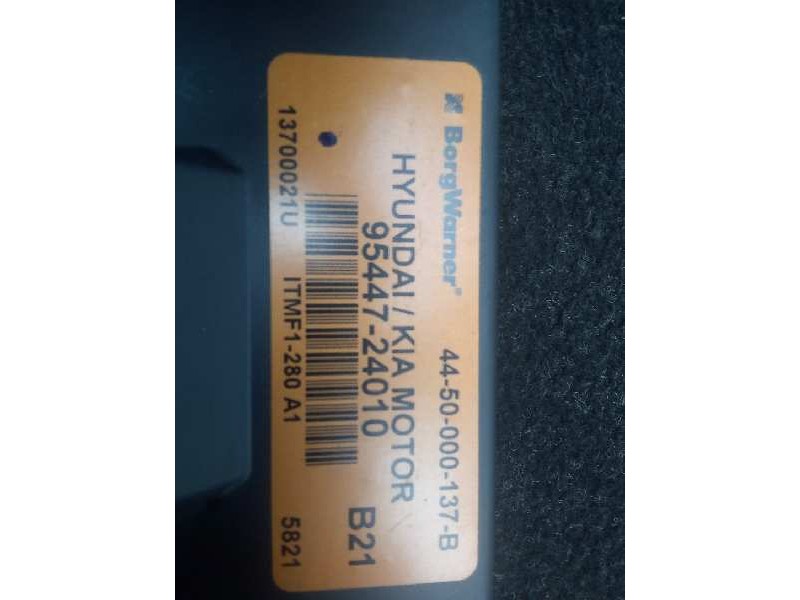 BorgWarner® 44-50-000-137-B
HYUNDAI / KIA MOTOR
95447-24010 B21
13700021U ITMF1-280 A1 5821